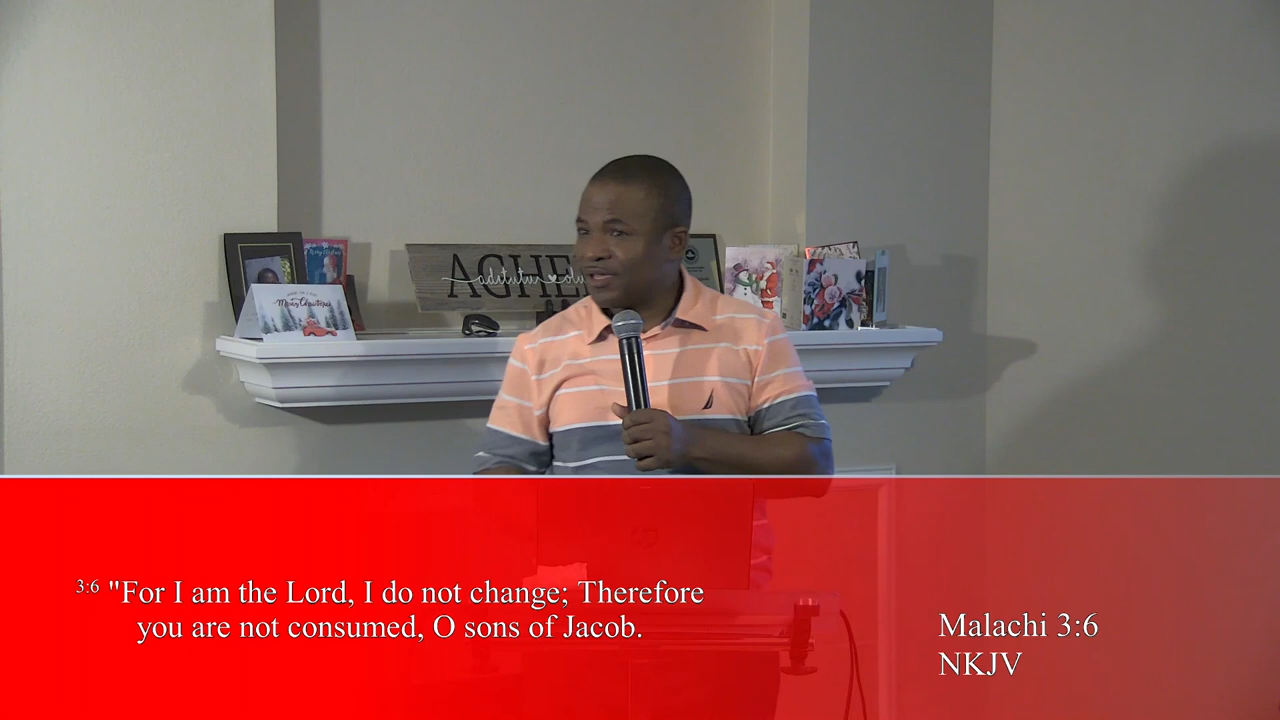 Merry Christmas
AGHE
3:6 "For I am the Lord, I do not change; Therefore
you are not consumed, O sons of Jacob.
Malachi 3:6
NKJV